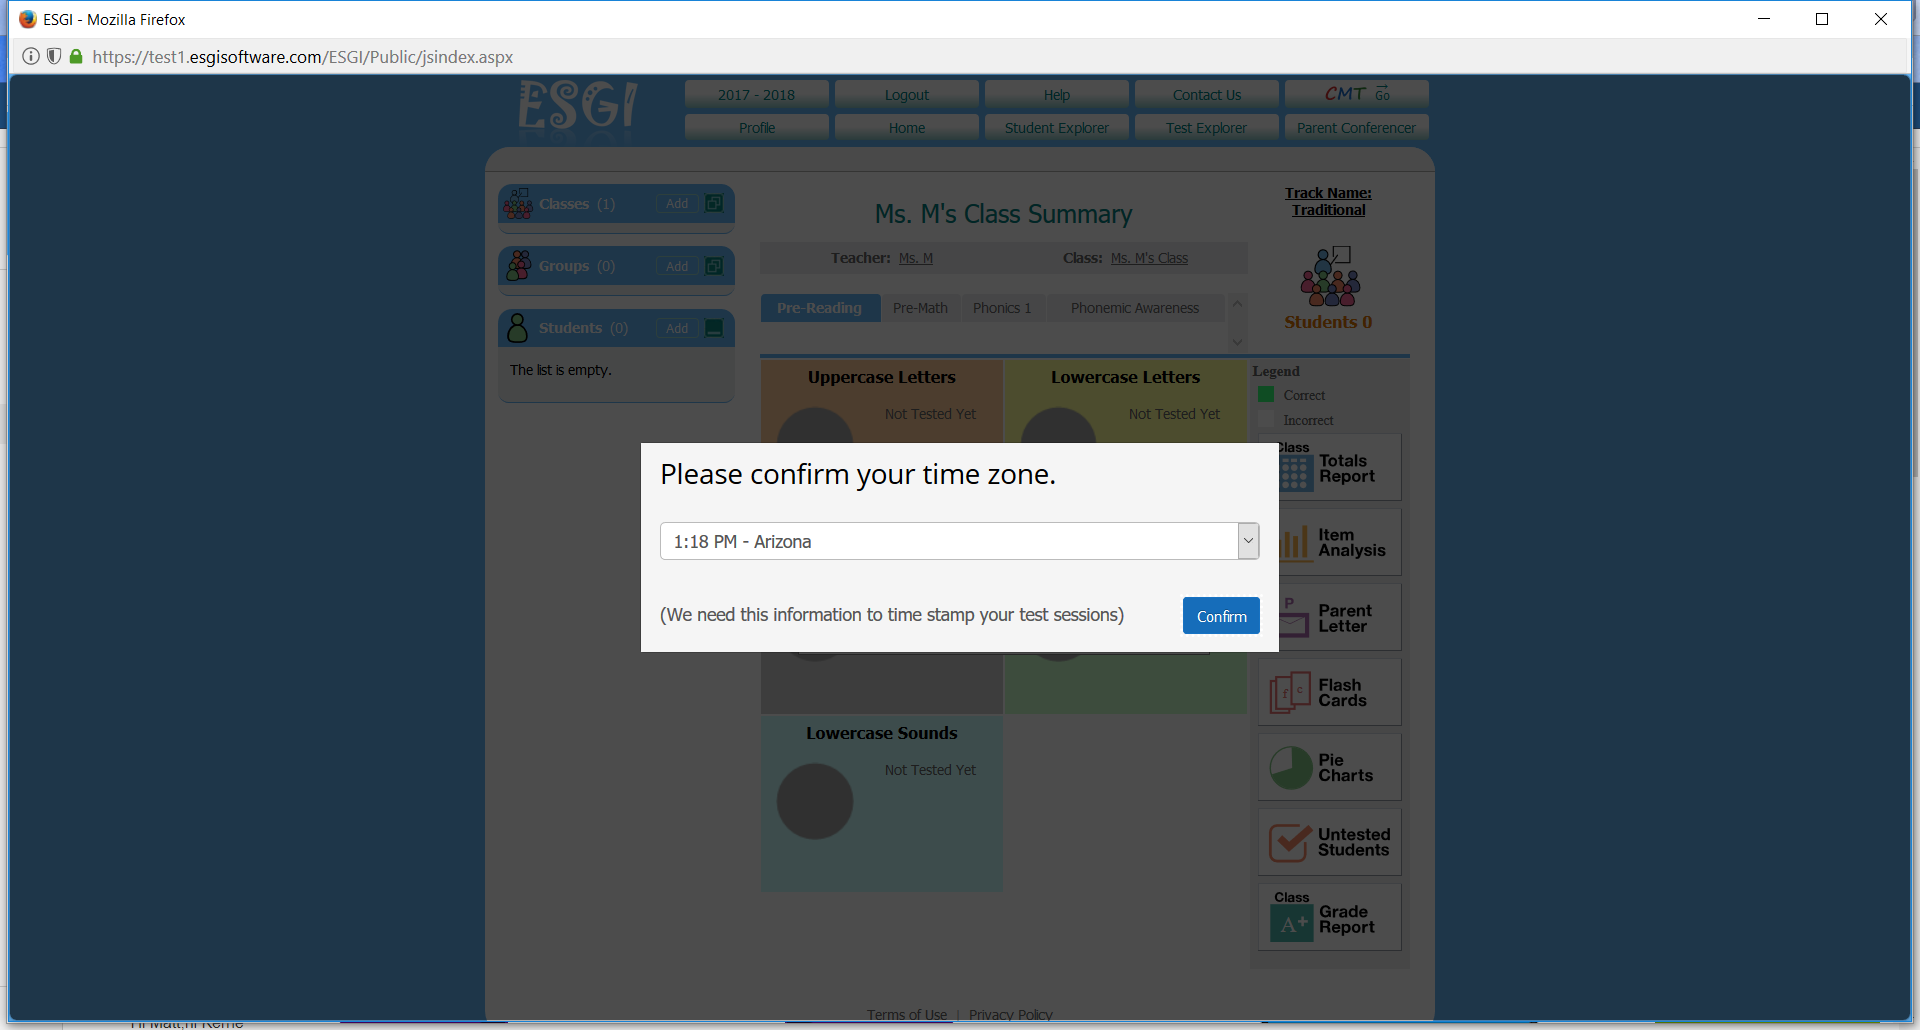 ESGI - Mozilla Firefox
https://test1.esgisoftware.com/ESGI/Public/jsindex.aspx
ESGI
2017 - 2018
Logout
Help
Contact Us
CMT Go
Profile
Home
Student Explorer
Test Explorer
Parent Conferencer
Classes (1)
Add
Groups (0)
Add
Students (0)
Add
The list is empty.
Ms. M's Class Summary
Teacher: Ms. M
Class: Ms. M's Class
Track Name:
Traditional
Students 0
Pre-Reading
Pre-Math
Phonics 1
Phonemic Awareness
Uppercase Letters
Not Tested Yet
Lowercase Letters
Not Tested Yet
Legend
Correct
Incorrect
Please confirm your time zone.
1:18 PM - Arizona
(We need this information to time stamp your test sessions)
Confirm
Lowercase Sounds
Not Tested Yet
Class
Totals
Report
Item
Analysis
P
Parent
Letter
f c
Flash
Cards
Pie
Charts
Untested
Students
Class
A+
Grade
Report
Terms of Use | Privacy Policy